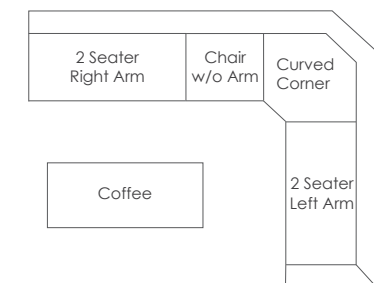 2 Seater
Right Arm
Chair
w/o Arm
Curved
Corner
Coffee
2 Seater
Left Arm